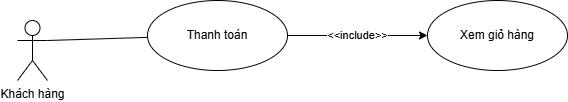 Thanh toán
<<include>>
Xem giỏ hàng
Khách hàng